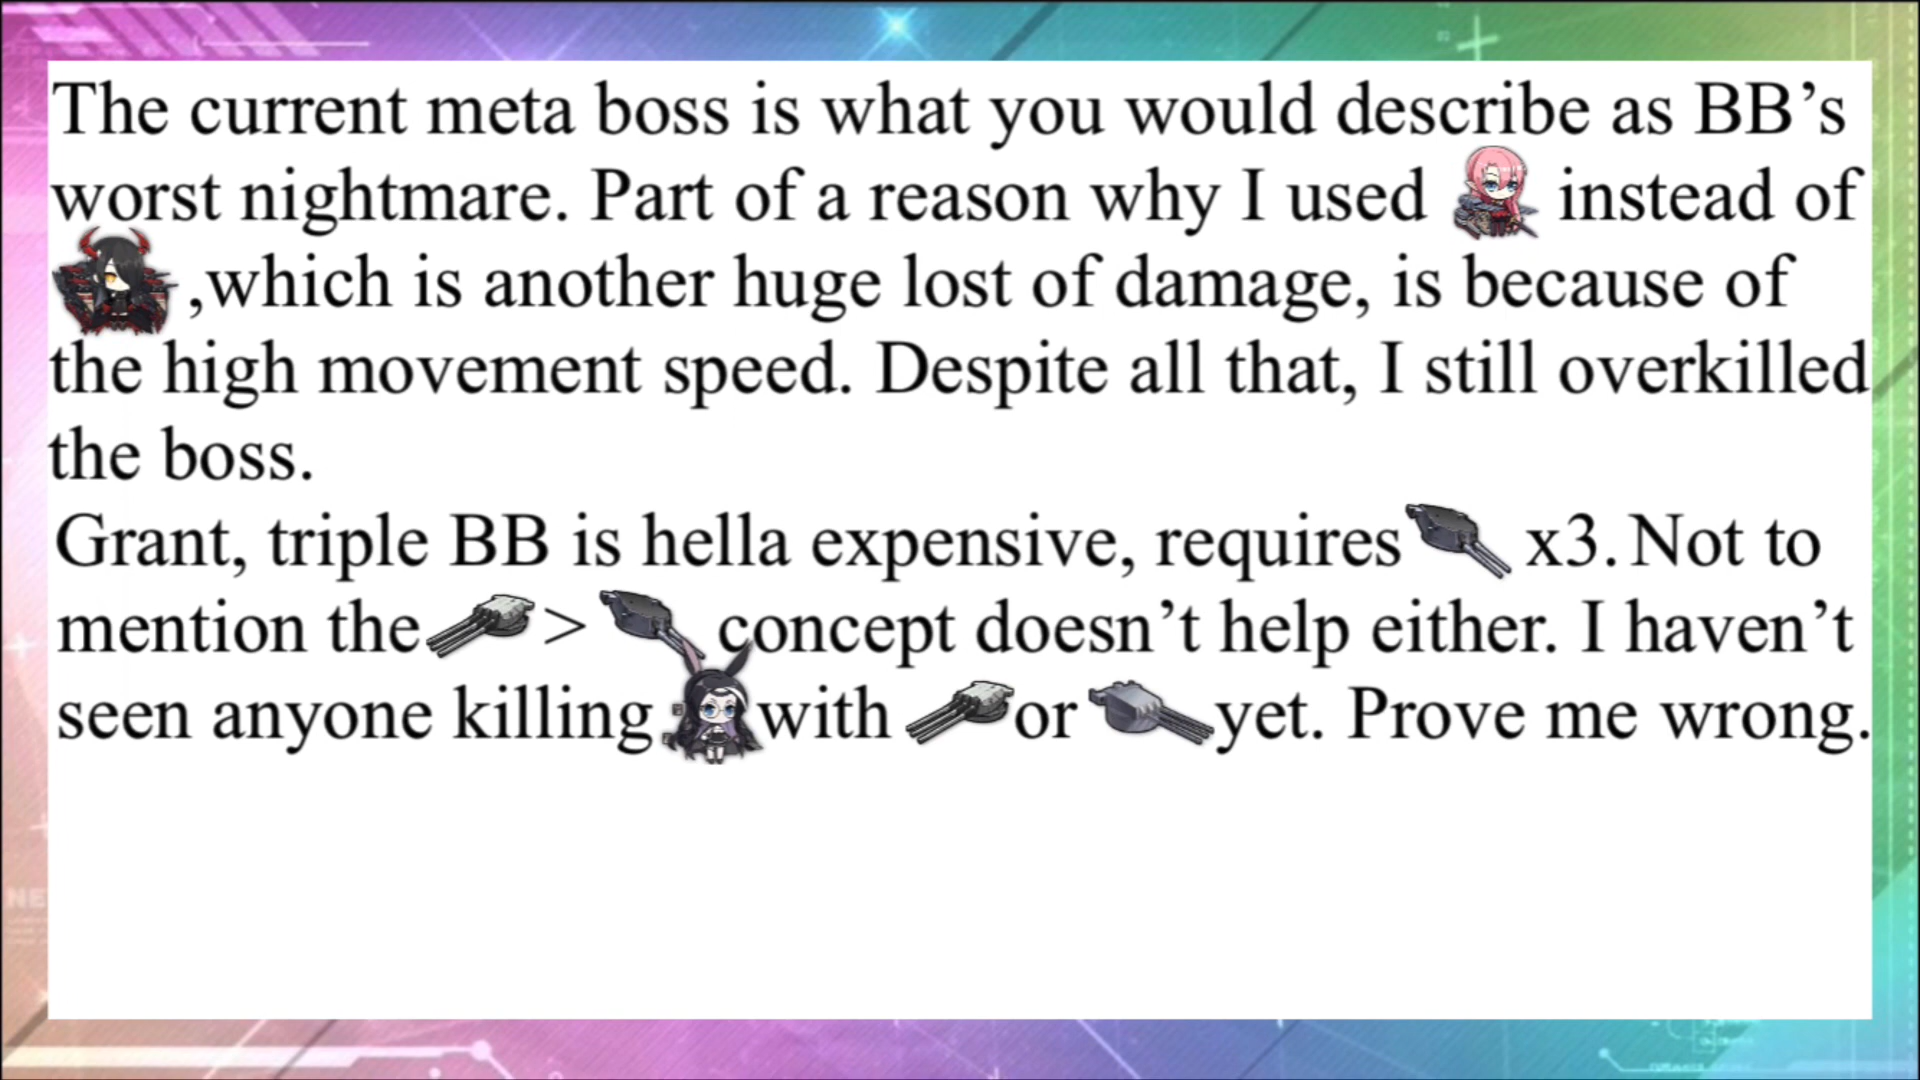 The current meta boss is what you would describe as BB’s
worst nightmare. Part of a reason why I used instead of
,which is another huge lost of damage, is because of
the high movement speed. Despite all that, I still overkilled
the boss.
Grant, triple BB is hella expensive, requires x3. Not to
mention the > concept doesn’t help either. I haven’t
seen anyone killing with or yet. Prove me wrong.